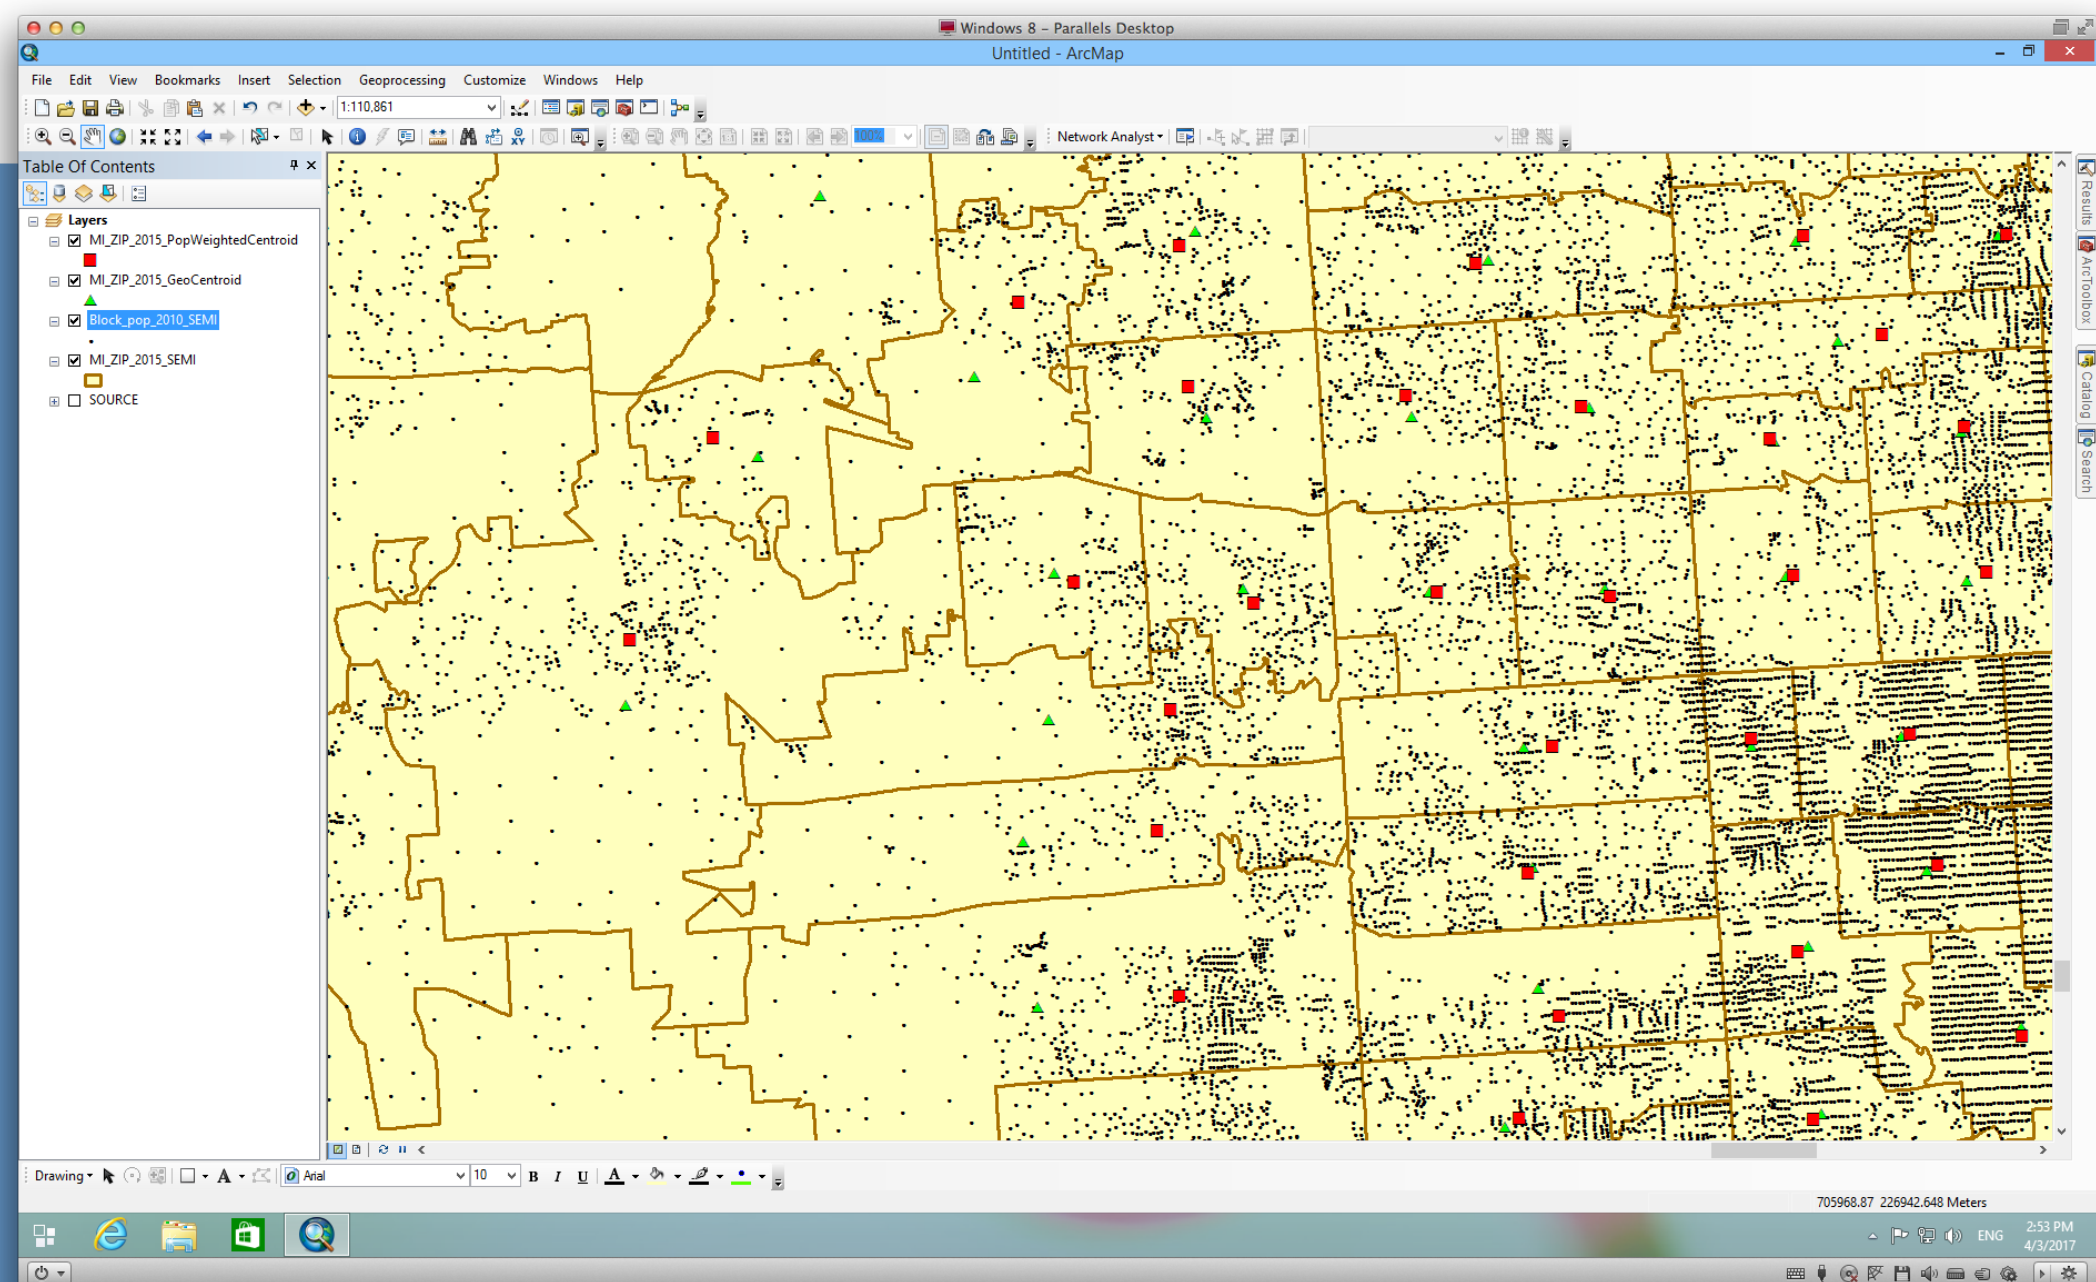 Windows 8 - Parallels Desktop
Untitled - ArcMap
File Edit View Bookmarks Insert Selection Geoprocessing Customize Windows Help
1:110,861
100%
Network Analyst
Table Of Contents
Layers
MI_ZIP_2015_PopWeightedCentroid
MI_ZIP_2015_GeoCentroid
Block_pop_2010_SEMI
MI_ZIP_2015_SEMI
SOURCE
Results
ArcToolbox
Catalog
Search
Drawing A Arial 10 B I U A
705968.87 226942.648 Meters
ENG
2:53 PM
4/3/2017